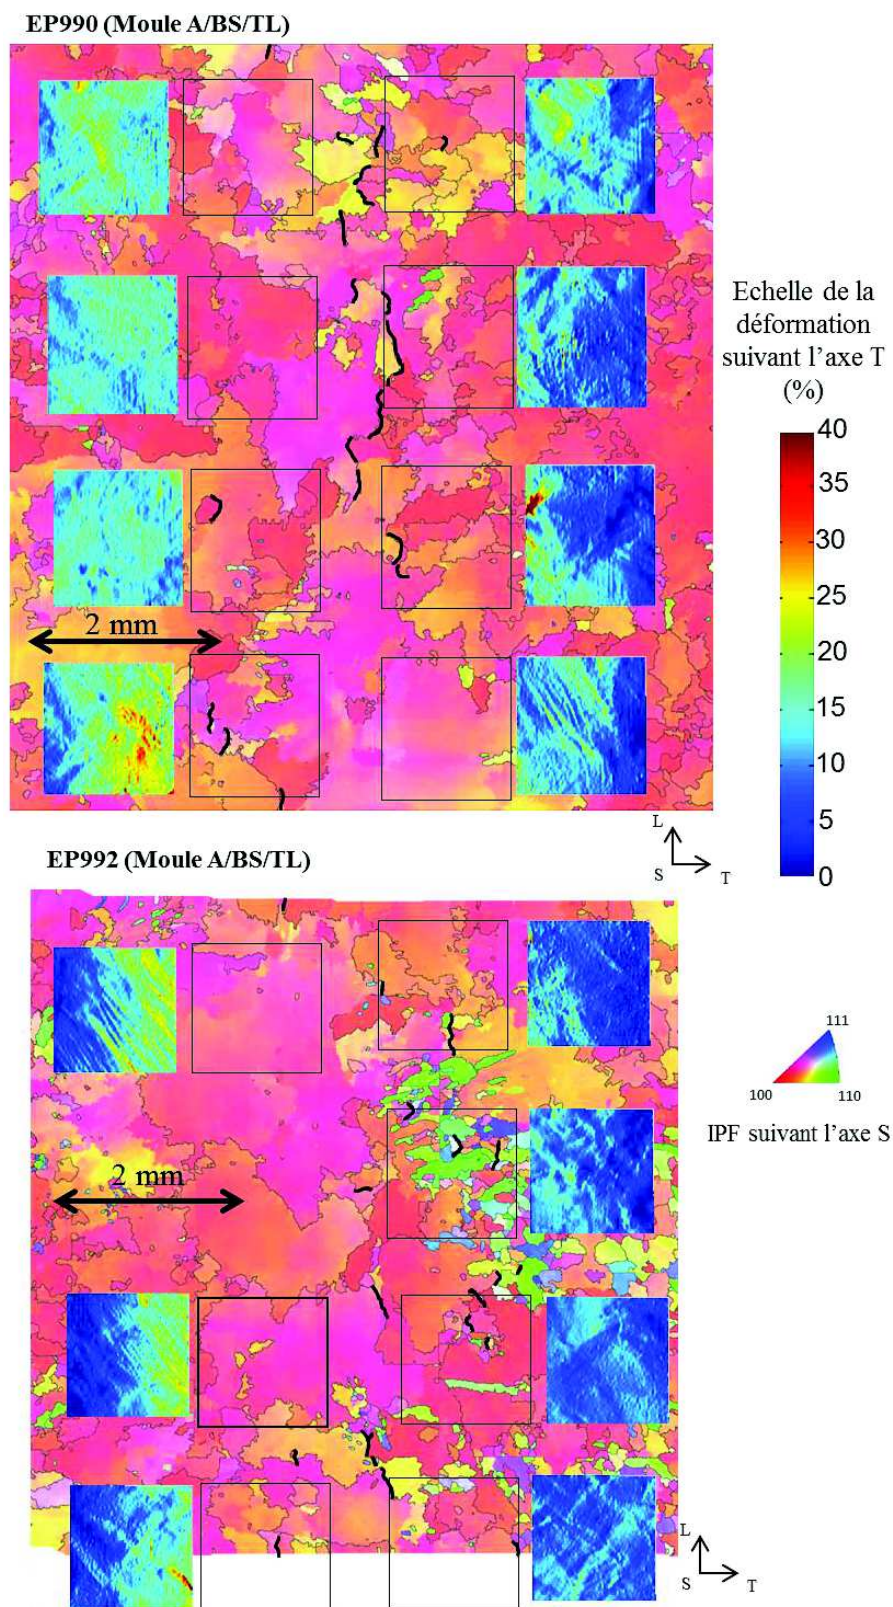 EP990 (Moule A/BS/TL)
Echelle de la
déformation
suivant l'axe T
(%)
40
35
30
25
20
15
10
5
0
2 mm
L
S
T
EP992 (Moule A/BS/TL)
111
100
110
IPF suivant l'axe S
2 mm
L
S
T